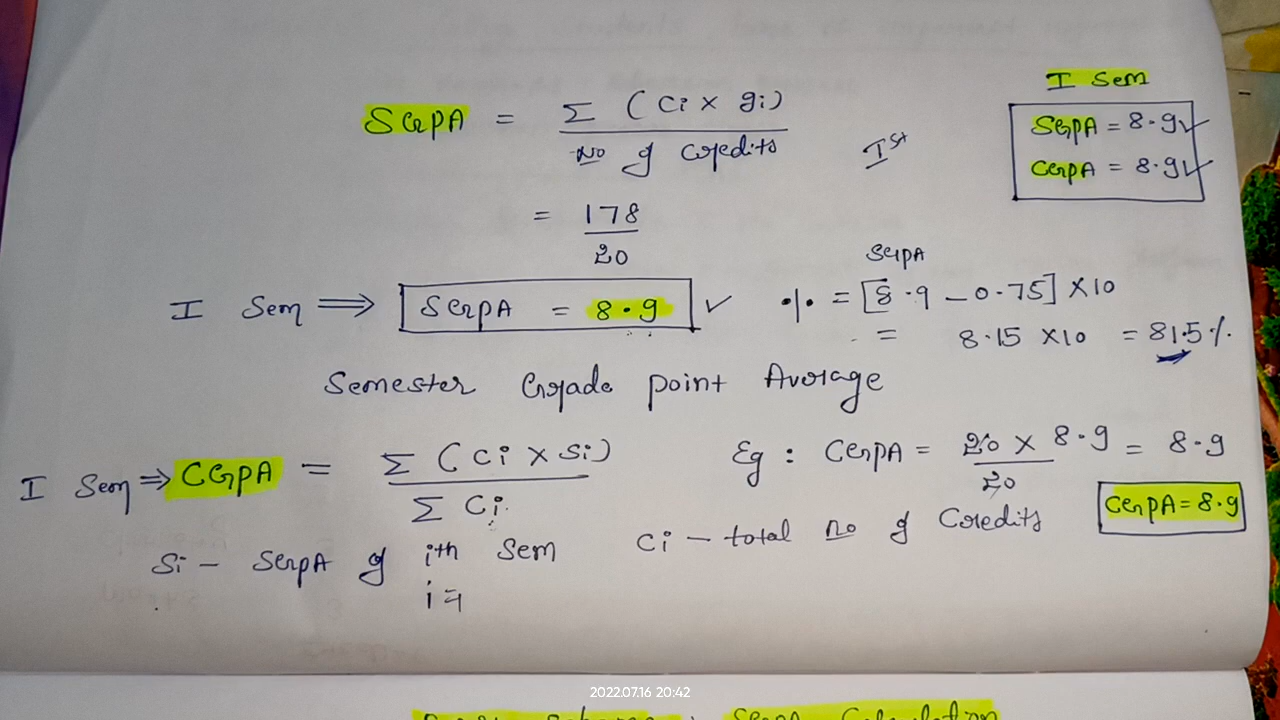 I Sem
SGPA = Σ (Ci × gi) / No of credits
Ist
SGPA = 8.9 ✓
CGPA = 8.9 ✓
= 178 / 20
SGPA
I Sem ⇒ SGPA = 8.9 ✓
% = [8.9 - 0.75] × 10
= 8.15 × 10 = 81.5%
Semester Grade point Average
I Sem ⇒ CGPA = Σ (Ci × Si) / Σ Ci
Eg : CGPA = 20 × 8.9 / 20 = 8.9
CGPA = 8.9
Si - SGPA of ith Sem
Ci - total No of Credits
i = 1
2022.07.16 20:42
Calculation